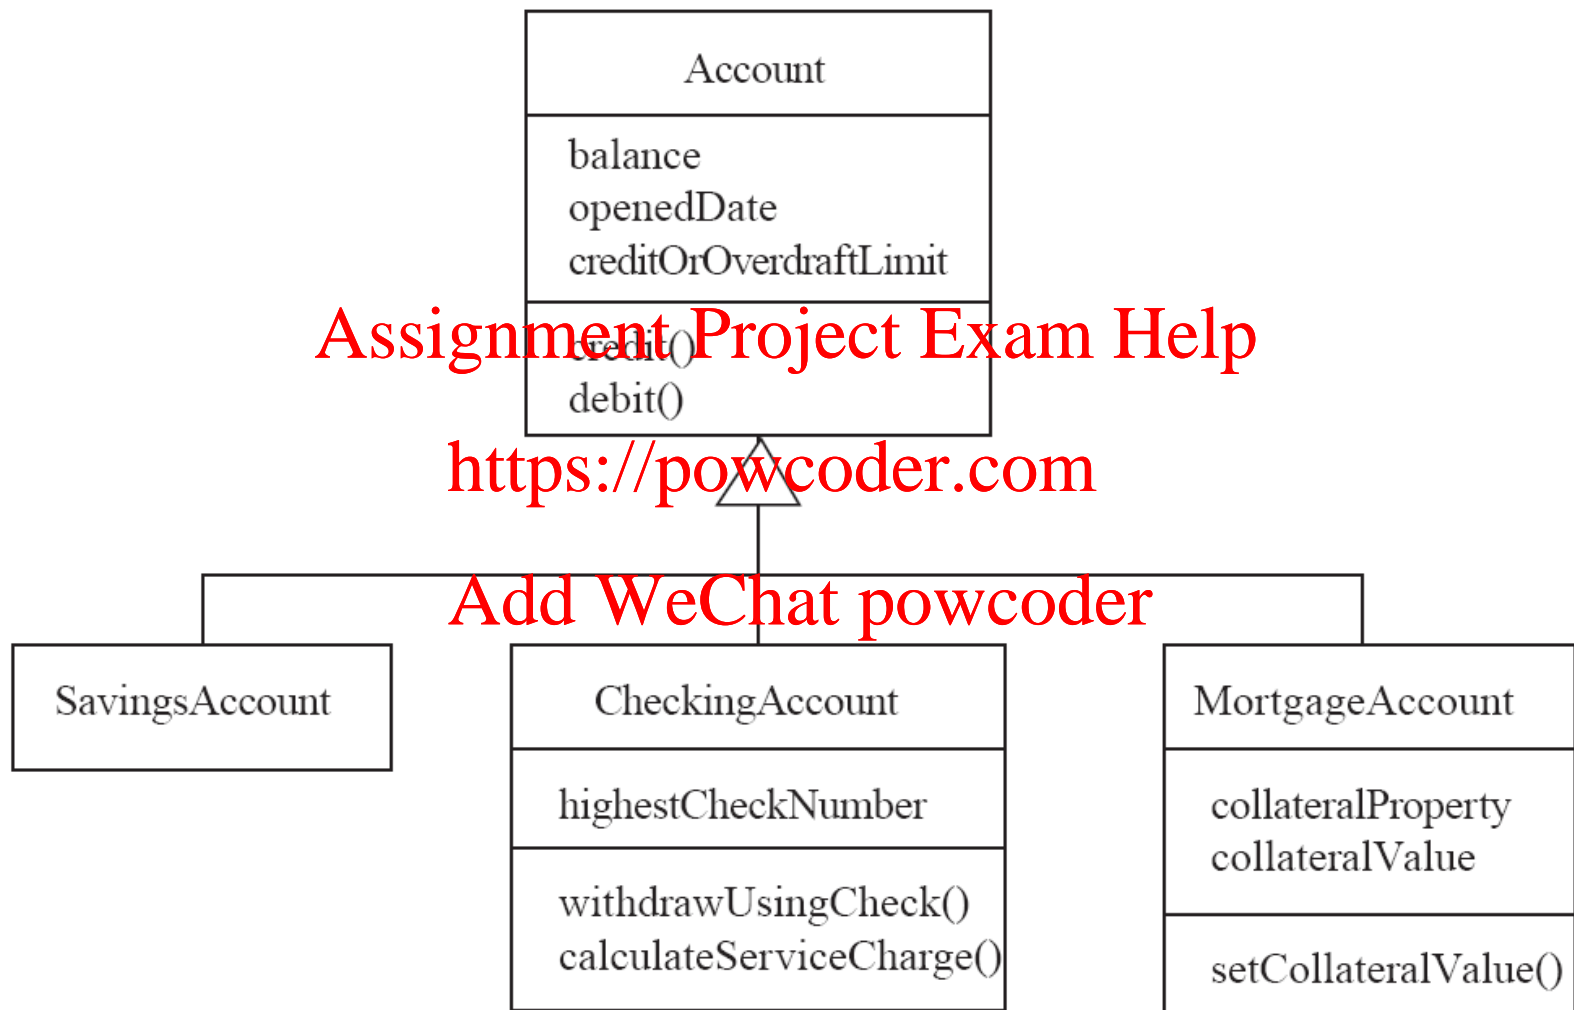 Account
balance
openedDate
creditOrOverdraftLimit
Assignment Project Exam Help
credit()
debit()
https://powcoder.com
Add WeChat powcoder
SavingsAccount
CheckingAccount
MortgageAccount
highestCheckNumber
collateralProperty
collateralValue
withdrawUsingCheck()
calculateServiceCharge()
setCollateralValue()